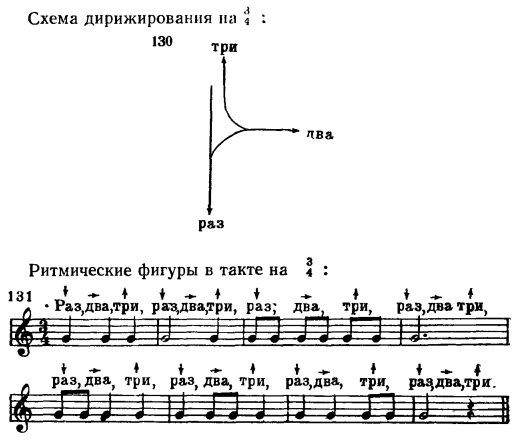 Схема дирижирования на 3/4 :
130
три
два
раз
Ритмические фигуры в такте на 3/4 :
131
Раз,два,три, раз,два,три, раз; два, три, раз,два три,
3/4
раз, два, три, раз, два, три, раз,два, три, раз,два,три.